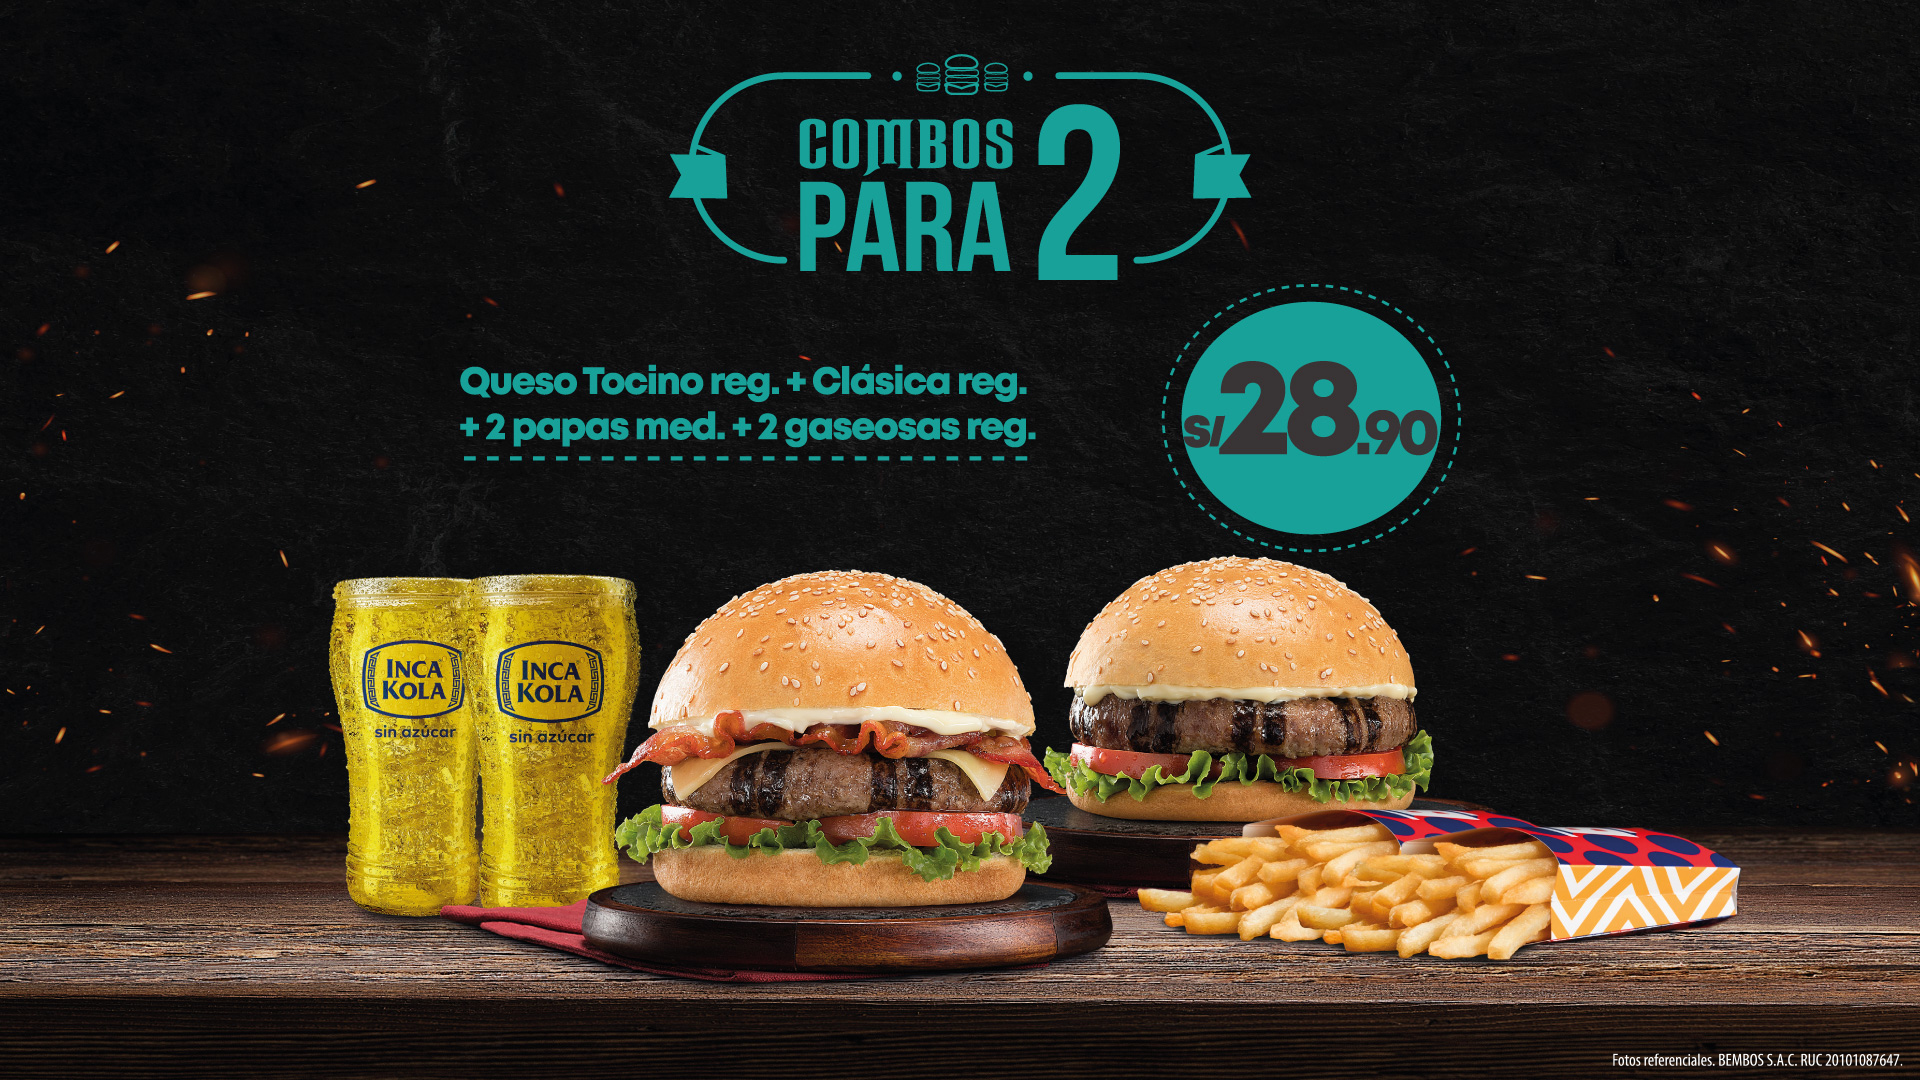 COMBOS
PARA 2
Queso Tocino reg. + Clásica reg.
+ 2 papas med. + 2 gaseosas reg.
S/28.90
INCA
KOLA
sin azúcar
INCA
KOLA
sin azúcar
Fotos referenciales. BEMBOS S.A.C. RUC 20101087647.